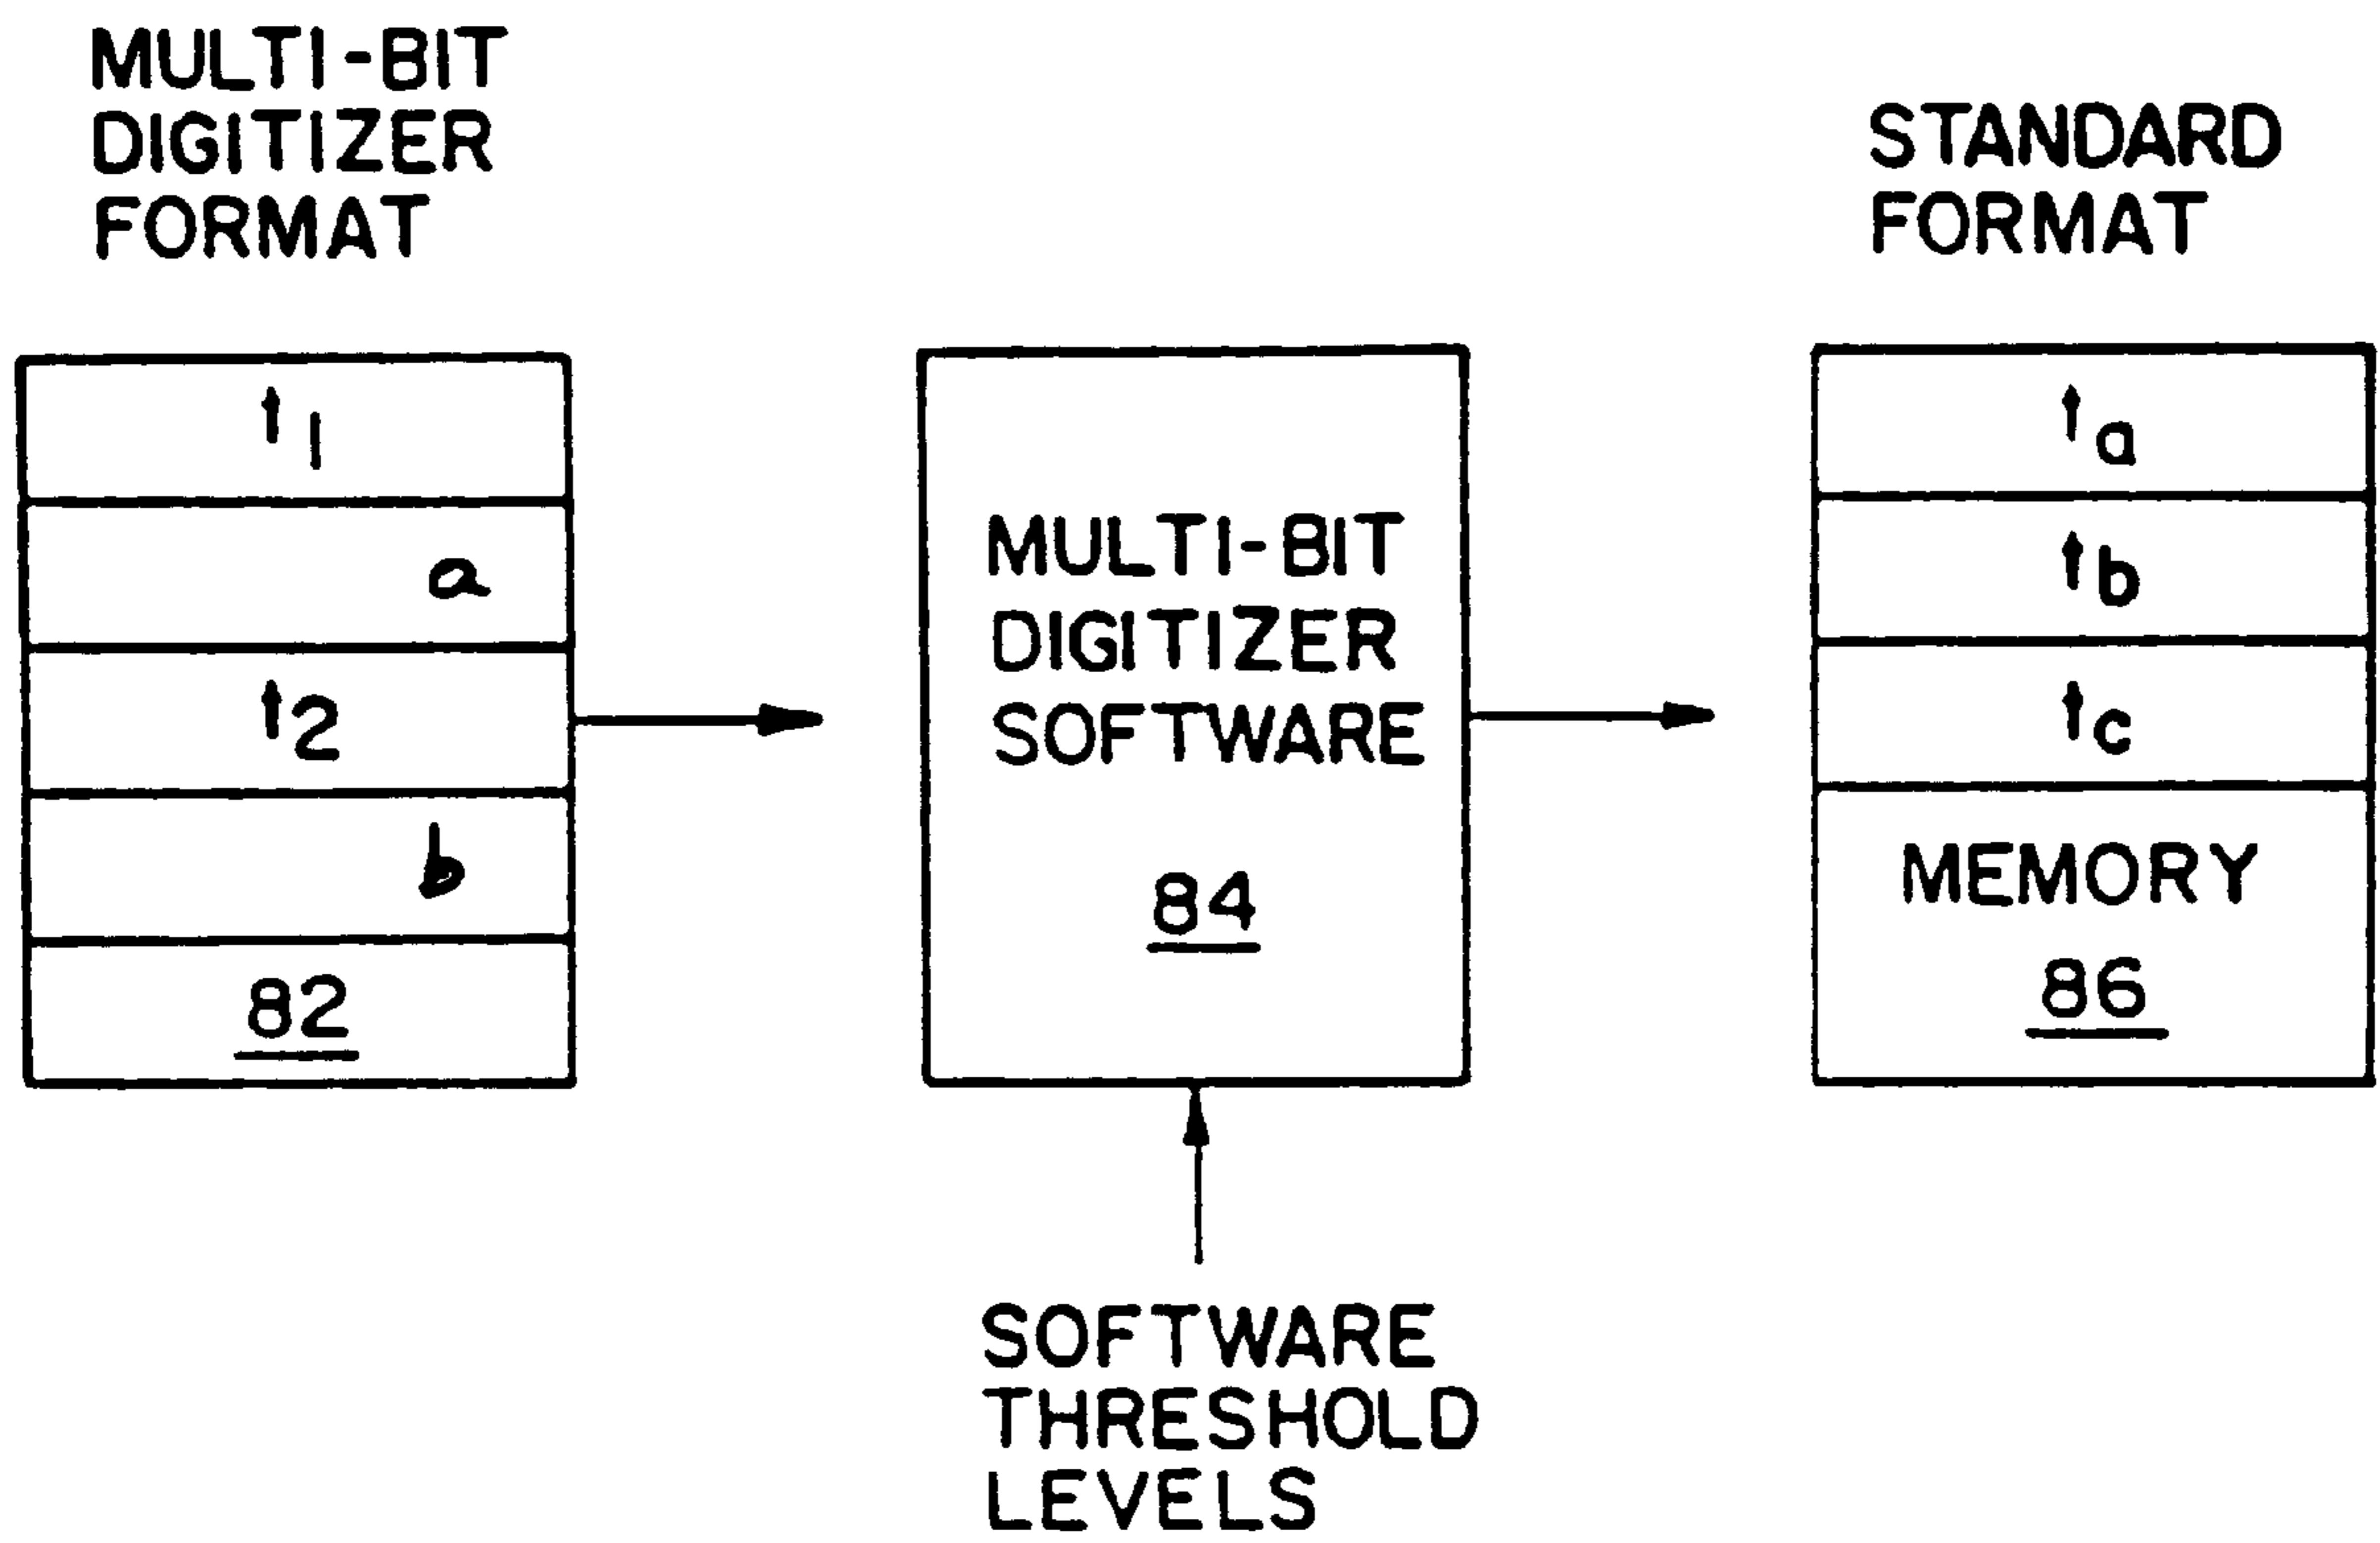 MULTI-BIT
DIGITIZER
FORMAT
t1
a
t2
b
82
MULTI-BIT
DIGITIZER
SOFTWARE
84
SOFTWARE
THRESHOLD
LEVELS
STANDARD
FORMAT
ta
tb
tc
MEMORY
86